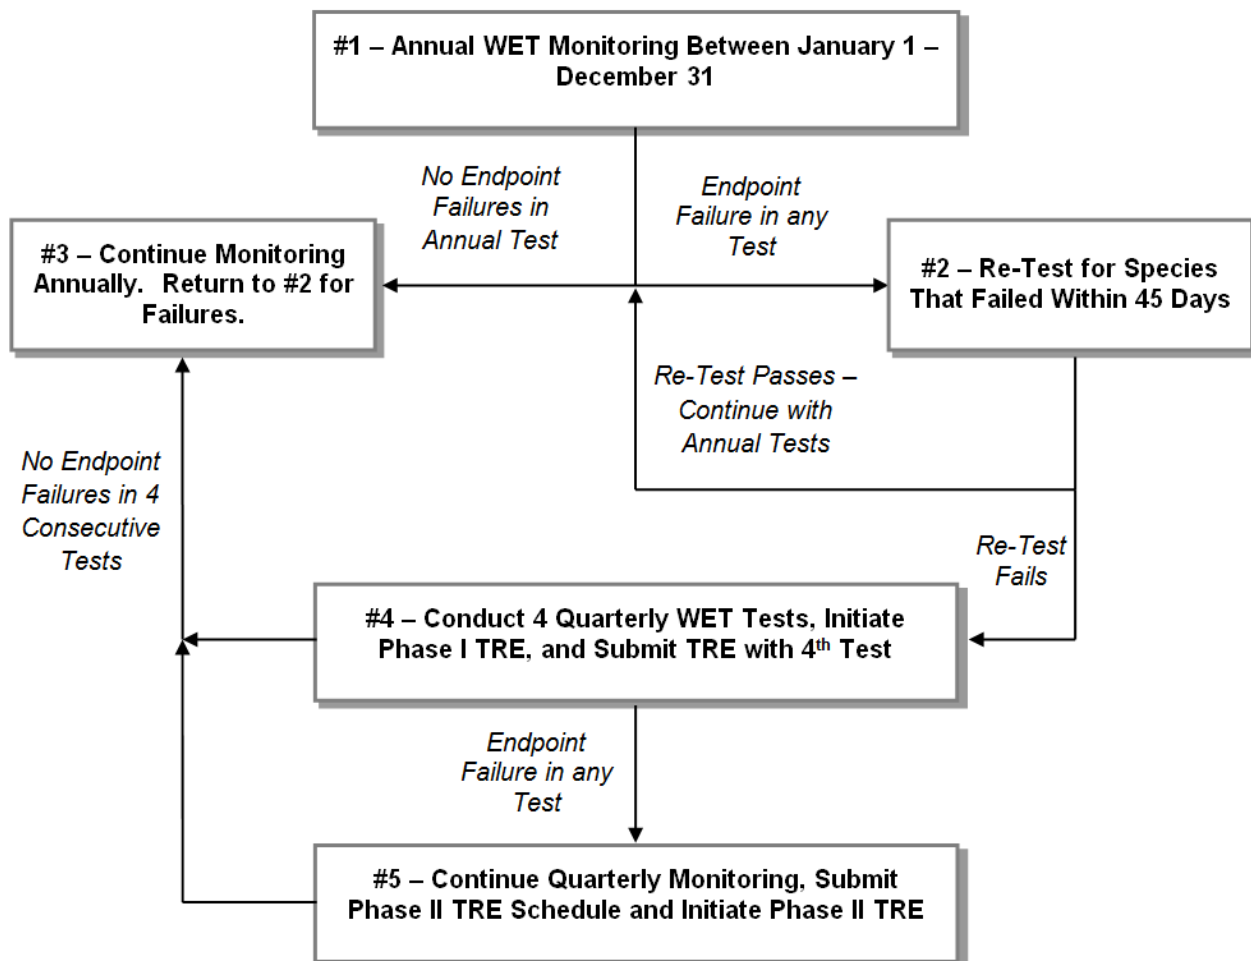 #1 – Annual WET Monitoring Between January 1 –
December 31
No Endpoint
Failures in
Annual Test
Endpoint
Failure in any
Test
#3 – Continue Monitoring
Annually.  Return to #2 for
Failures.
#2 – Re-Test for Species
That Failed Within 45 Days
Re-Test Passes –
Continue with
Annual Tests
No Endpoint
Failures in 4
Consecutive
Tests
Re-Test
Fails
#4 – Conduct 4 Quarterly WET Tests, Initiate
Phase I TRE, and Submit TRE with 4th Test
Endpoint
Failure in any
Test
#5 – Continue Quarterly Monitoring, Submit
Phase II TRE Schedule and Initiate Phase II TRE